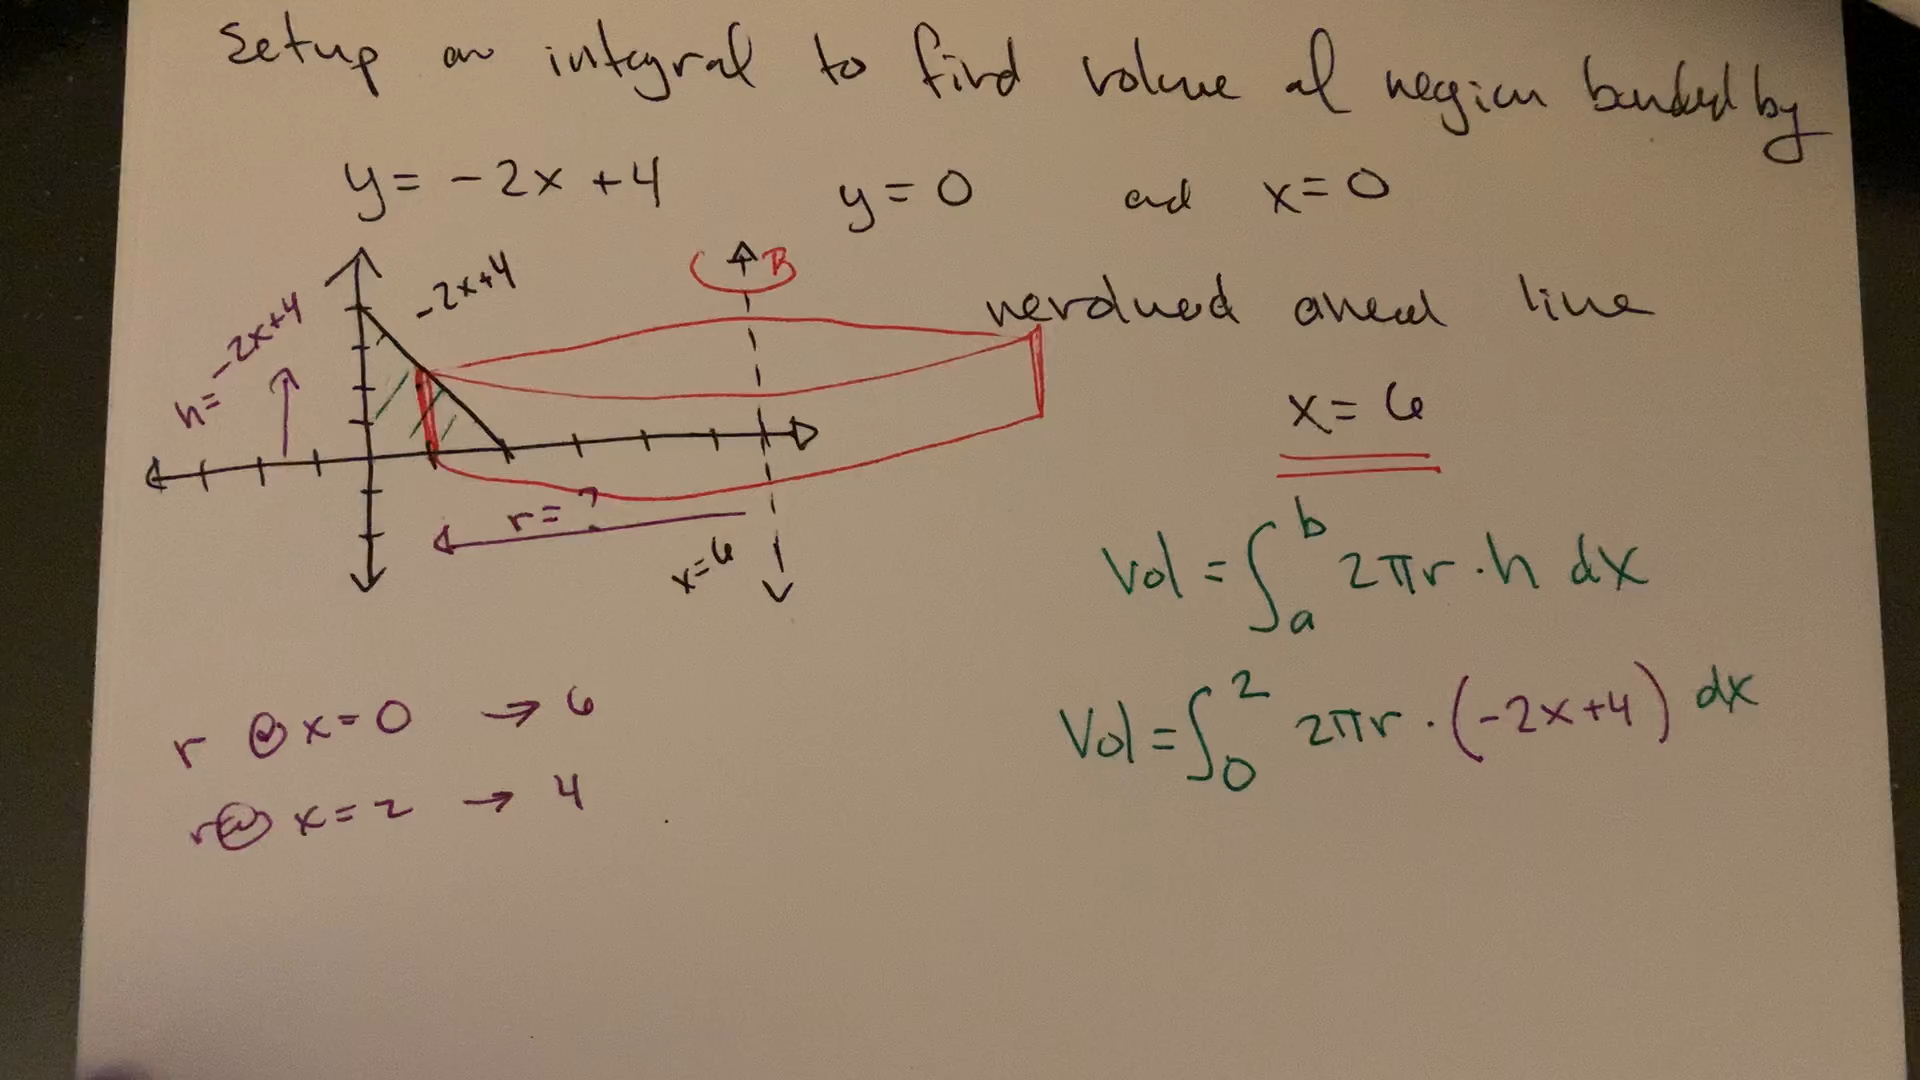 Setup an integral to find volume of region bounded by
y = -2x + 4 y = 0 and x = 0
revolved around line
x = 6
-2x+4
h = -2x+4
r = ?
x=6
Vol = ∫_a^b 2πr · h dx
Vol = ∫_0^2 2πr · (-2x+4) dx
r @ x=0 → 6
r @ x=2 → 4